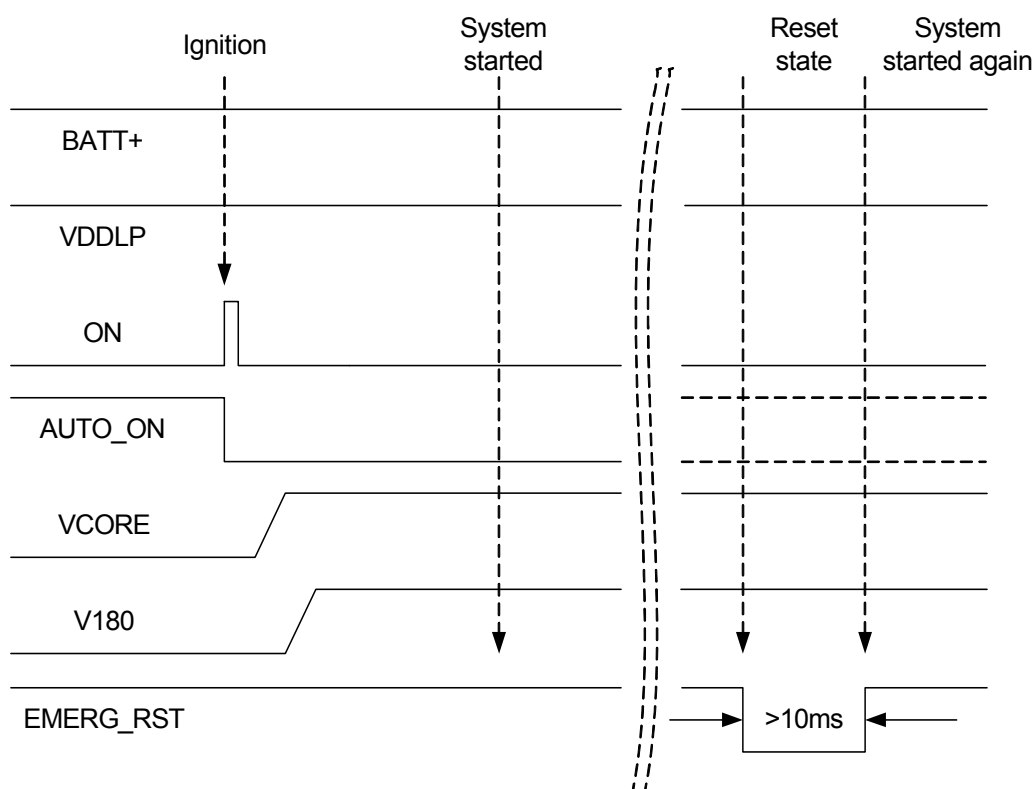 Ignition
System
started
Reset
state
System
started again
BATT+
VDDLP
ON
AUTO_ON
VCORE
V180
EMERG_RST
>10ms